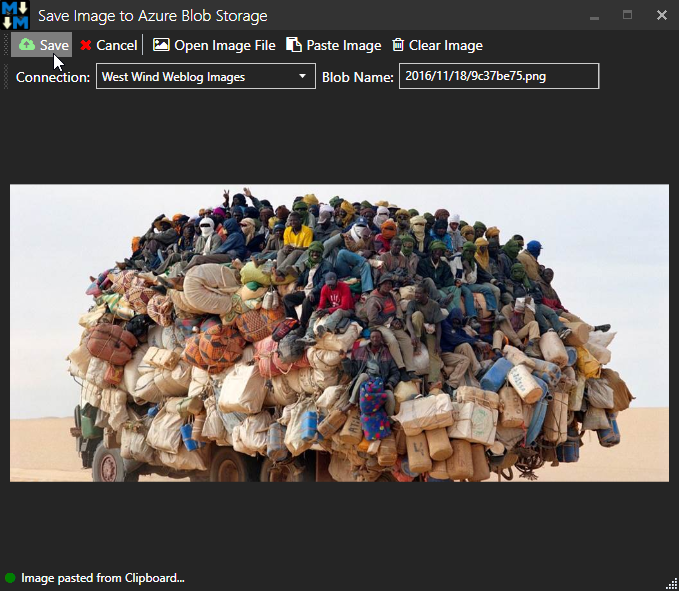 Save Image to Azure Blob Storage
Save Cancel Open Image File Paste Image Clear Image
Connection: West Wind Weblog Images Blob Name: 2016/11/18/9c37be75.png
Image pasted from Clipboard...